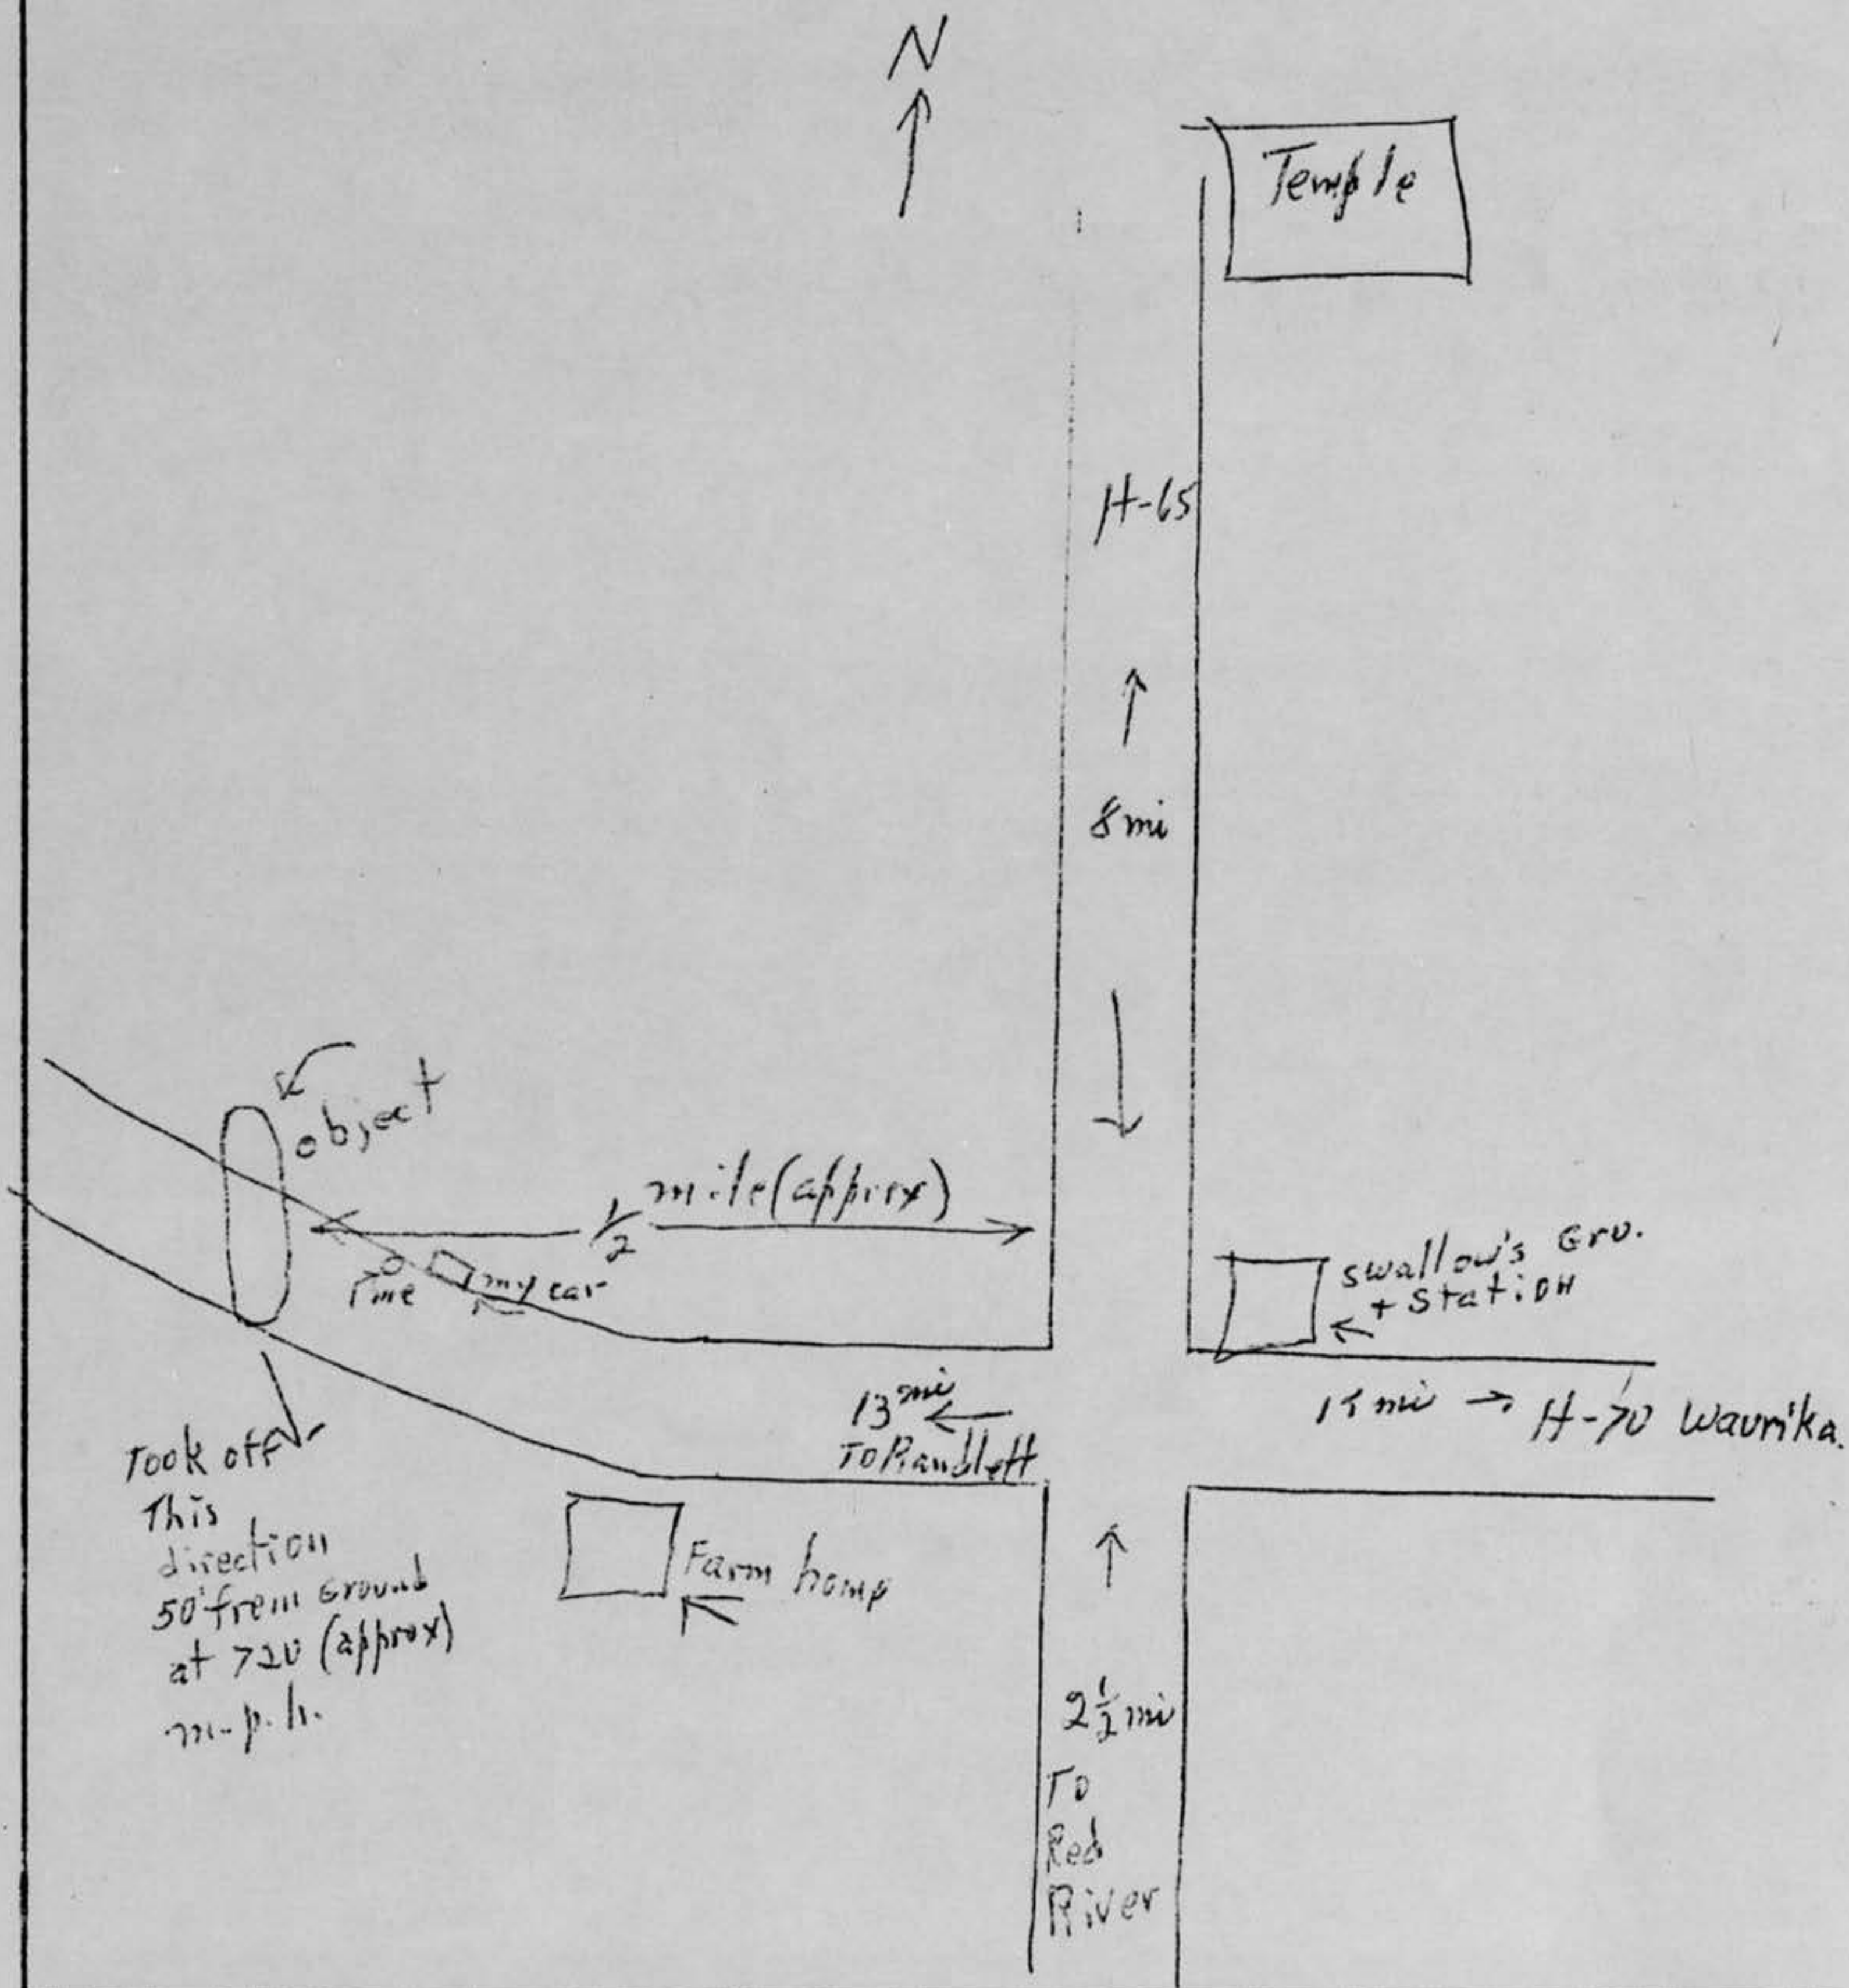 N
Temple
H-65
8 mi
object
1/2 mile (approx)
me
my car
swallow's Gro.
+ Station
13 mi
To Randlett
mi → H-70 Waurika.
Took off
This
direction
50' from Ground
at 720 (approx)
m.p.h.
Farm home
2 1/2 mi
To
Red
River